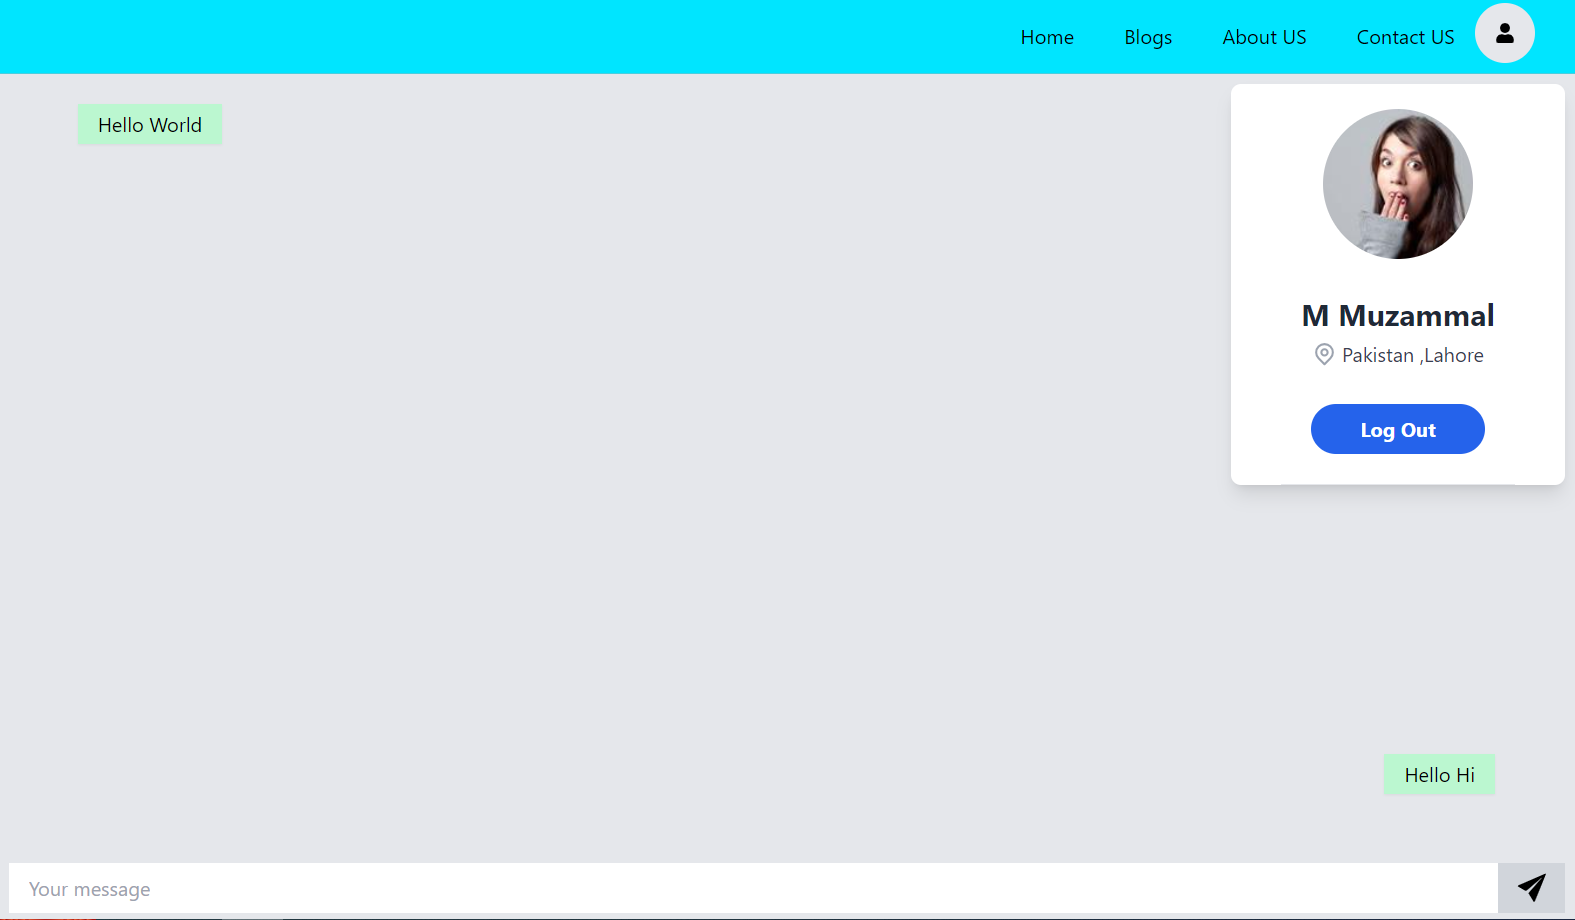 Home Blogs About US Contact US
Hello World
M Muzammal
Pakistan ,Lahore
Log Out
Hello Hi
Your message